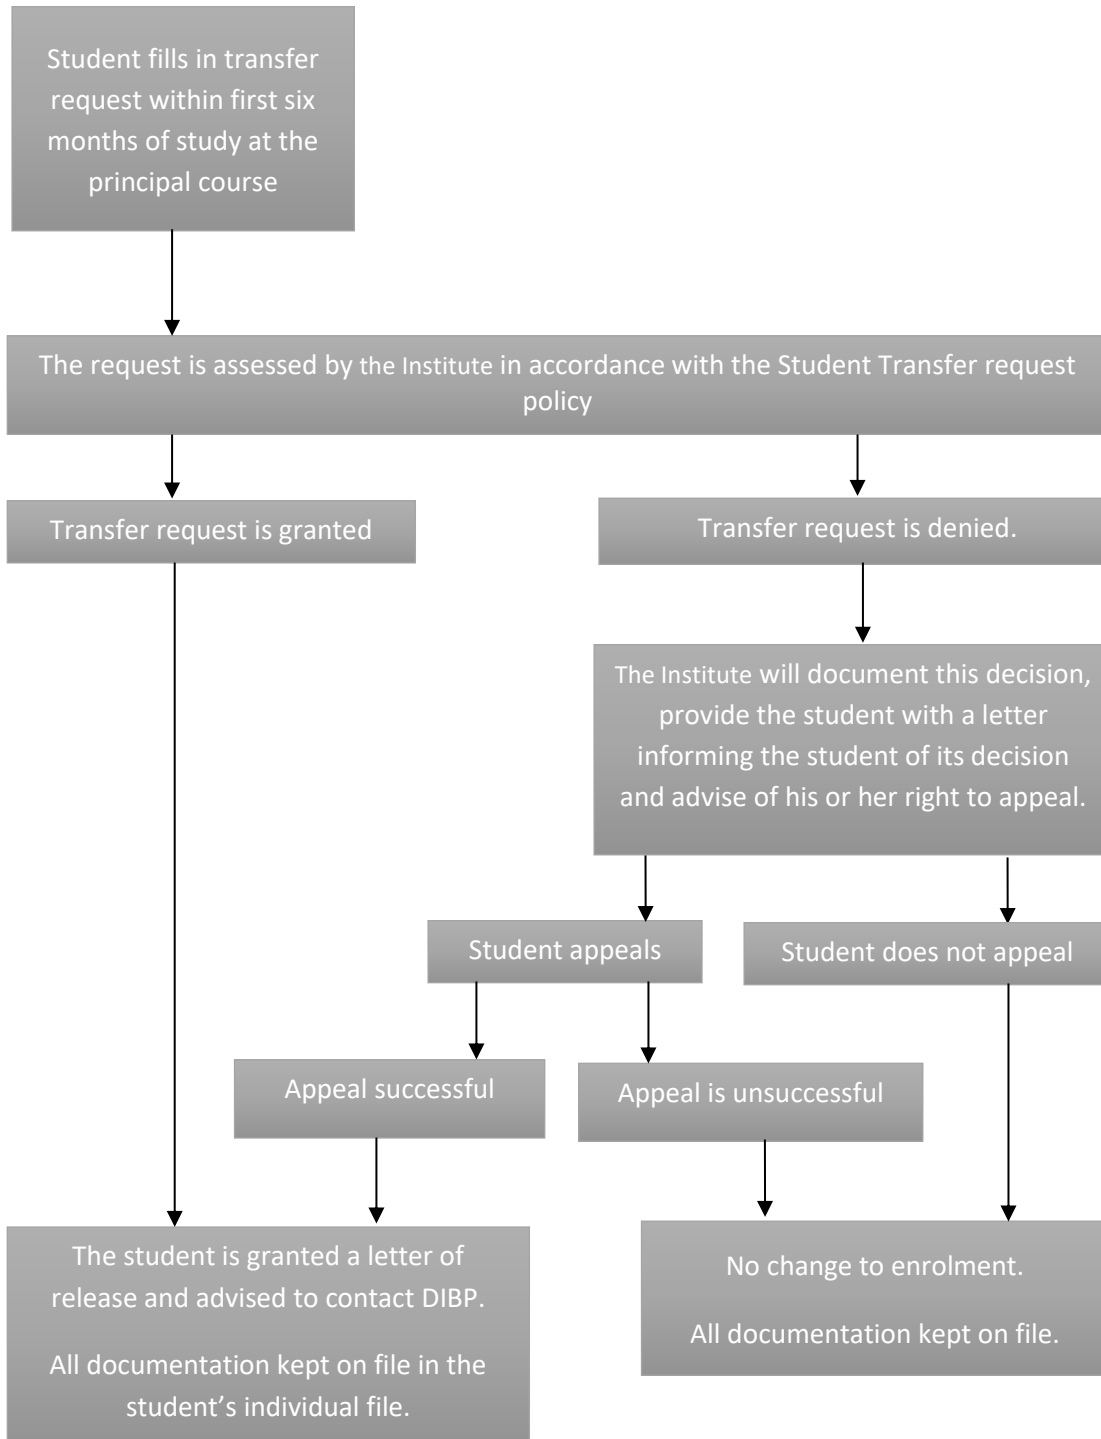 Student fills in transfer
request within first six
months of study at the
principal course
The request is assessed by the Institute in accordance with the Student Transfer request
policy
Transfer request is granted
Transfer request is denied.
The Institute will document this decision,
provide the student with a letter
informing the student of its decision
and advise of his or her right to appeal.
Student appeals
Student does not appeal
Appeal successful
Appeal is unsuccessful
The student is granted a letter of
release and advised to contact DIBP.
All documentation kept on file in the
student’s individual file.
No change to enrolment.
All documentation kept on file.